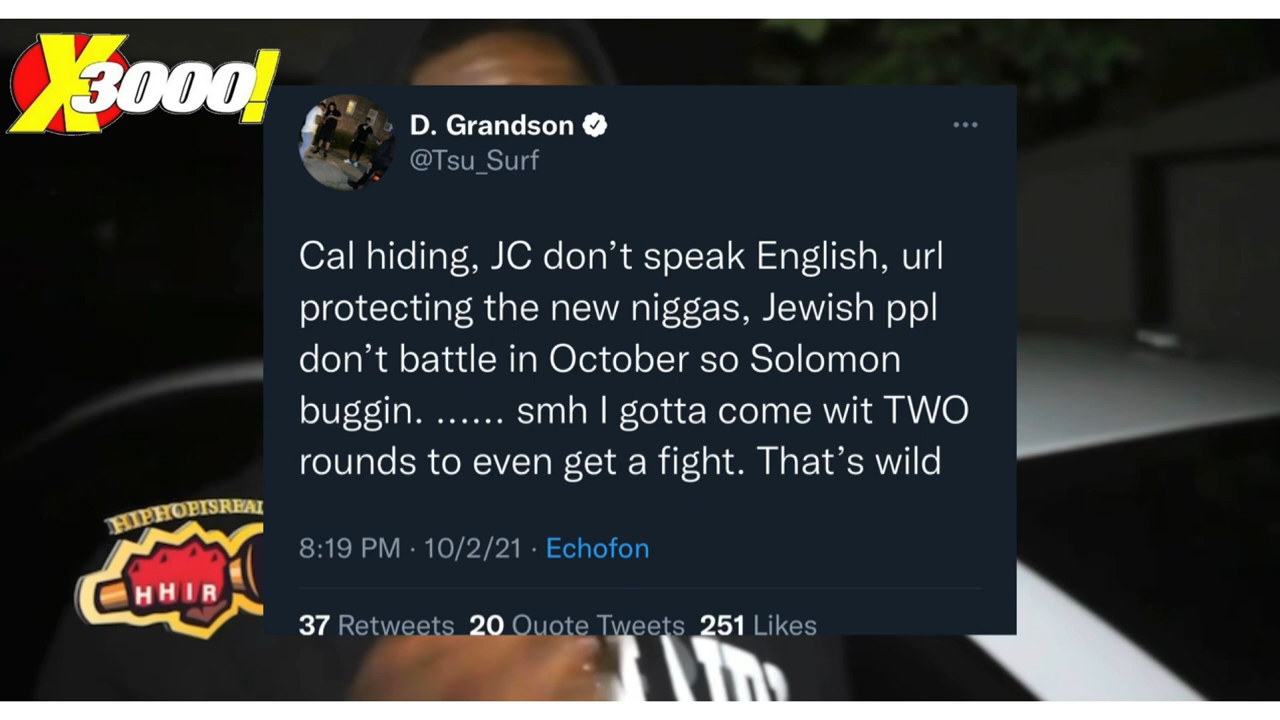 X3000!
D. Grandson
@Tsu_Surf
Cal hiding, JC don’t speak English, url
protecting the new niggas, Jewish ppl
don’t battle in October so Solomon
buggin. ...... smh I gotta come wit TWO
rounds to even get a fight. That’s wild
8:19 PM · 10/2/21 · Echofon
37 Retweets 20 Quote Tweets 251 Likes
HHIR